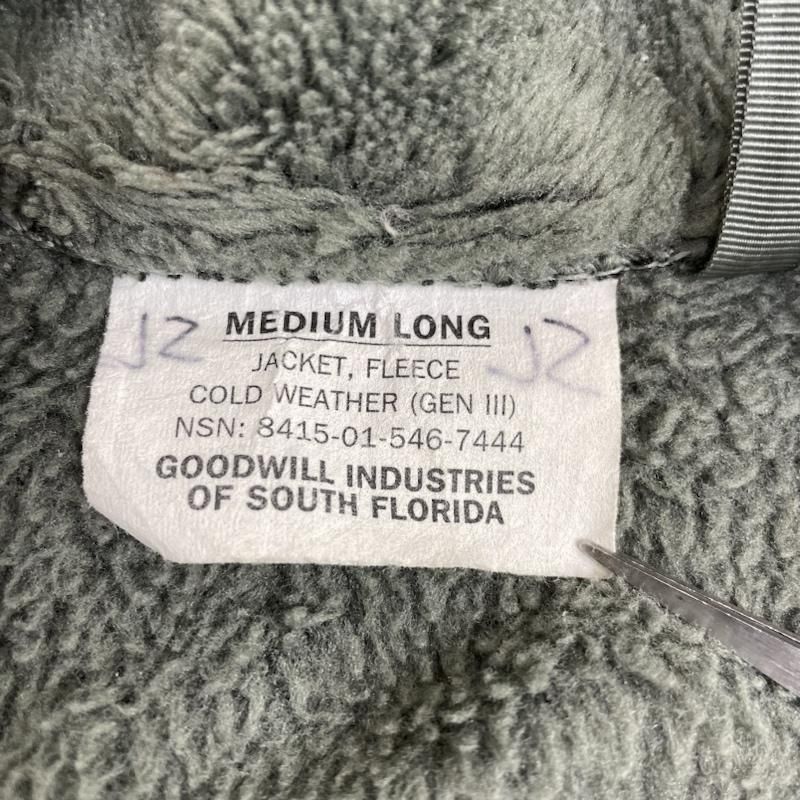 JZ MEDIUM LONG JZ
JACKET, FLEECE
COLD WEATHER (GEN III)
NSN: 8415-01-546-7444
GOODWILL INDUSTRIES
OF SOUTH FLORIDA